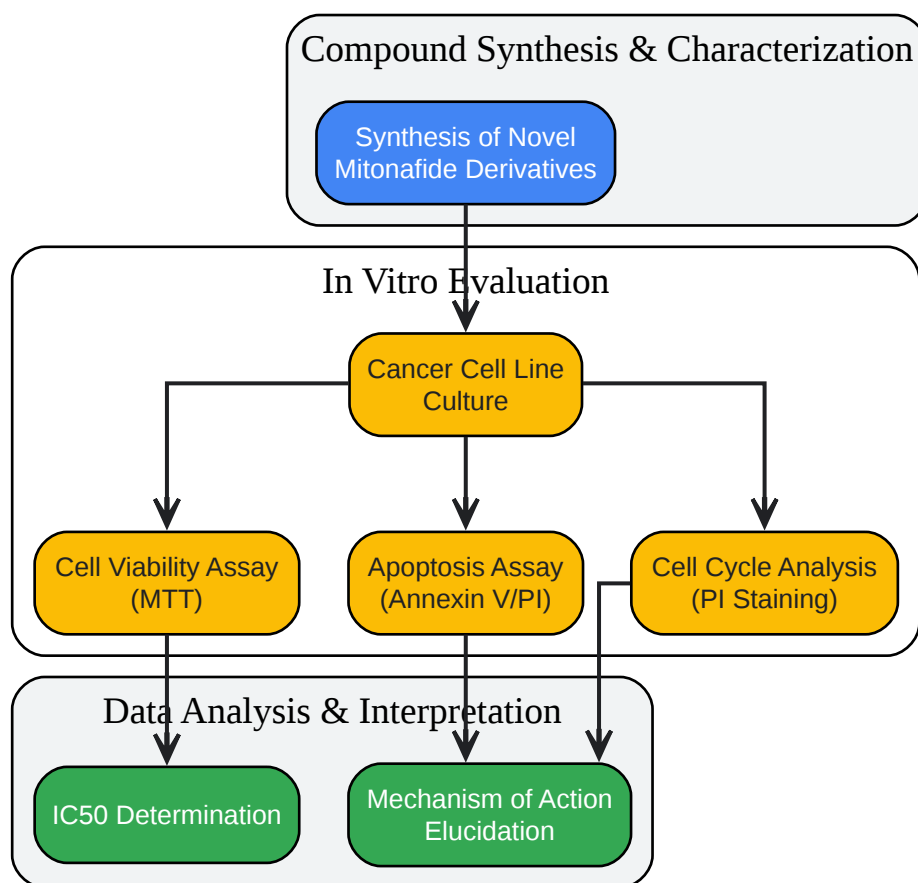 Compound Synthesis & Characterization
Synthesis of Novel
Mitonafide Derivatives
In Vitro Evaluation
Cancer Cell Line
Culture
Cell Viability Assay
(MTT)
Apoptosis Assay
(Annexin V/PI)
Cell Cycle Analysis
(PI Staining)
Data Analysis & Interpretation
IC50 Determination
Mechanism of Action
Elucidation